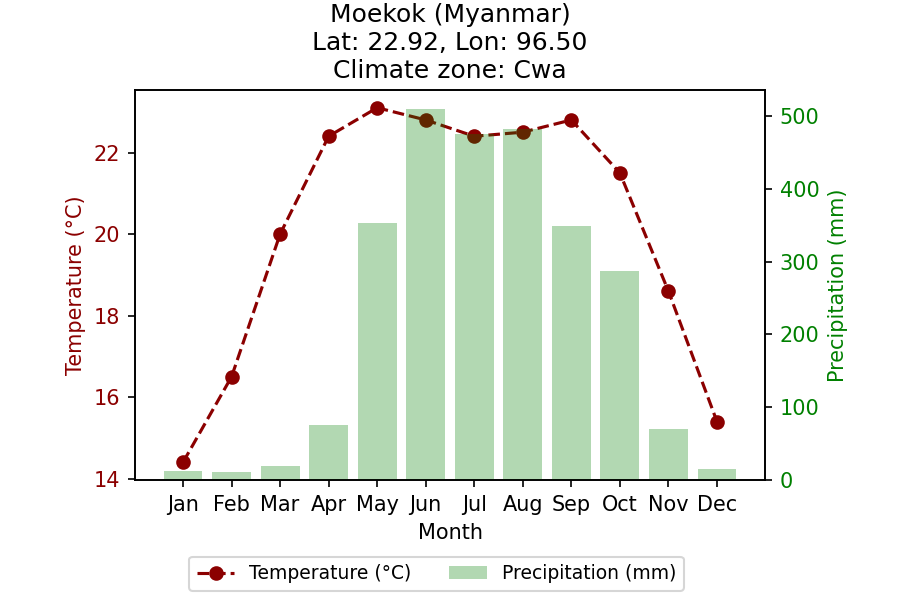 Moekok (Myanmar)
Lat: 22.92, Lon: 96.50
Climate zone: Cwa
Temperature (°C)
22
20
18
16
14
500
400
300
200
100
0
Precipitation (mm)
Jan Feb Mar Apr May Jun Jul Aug Sep Oct Nov Dec
Month
Temperature (°C) Precipitation (mm)